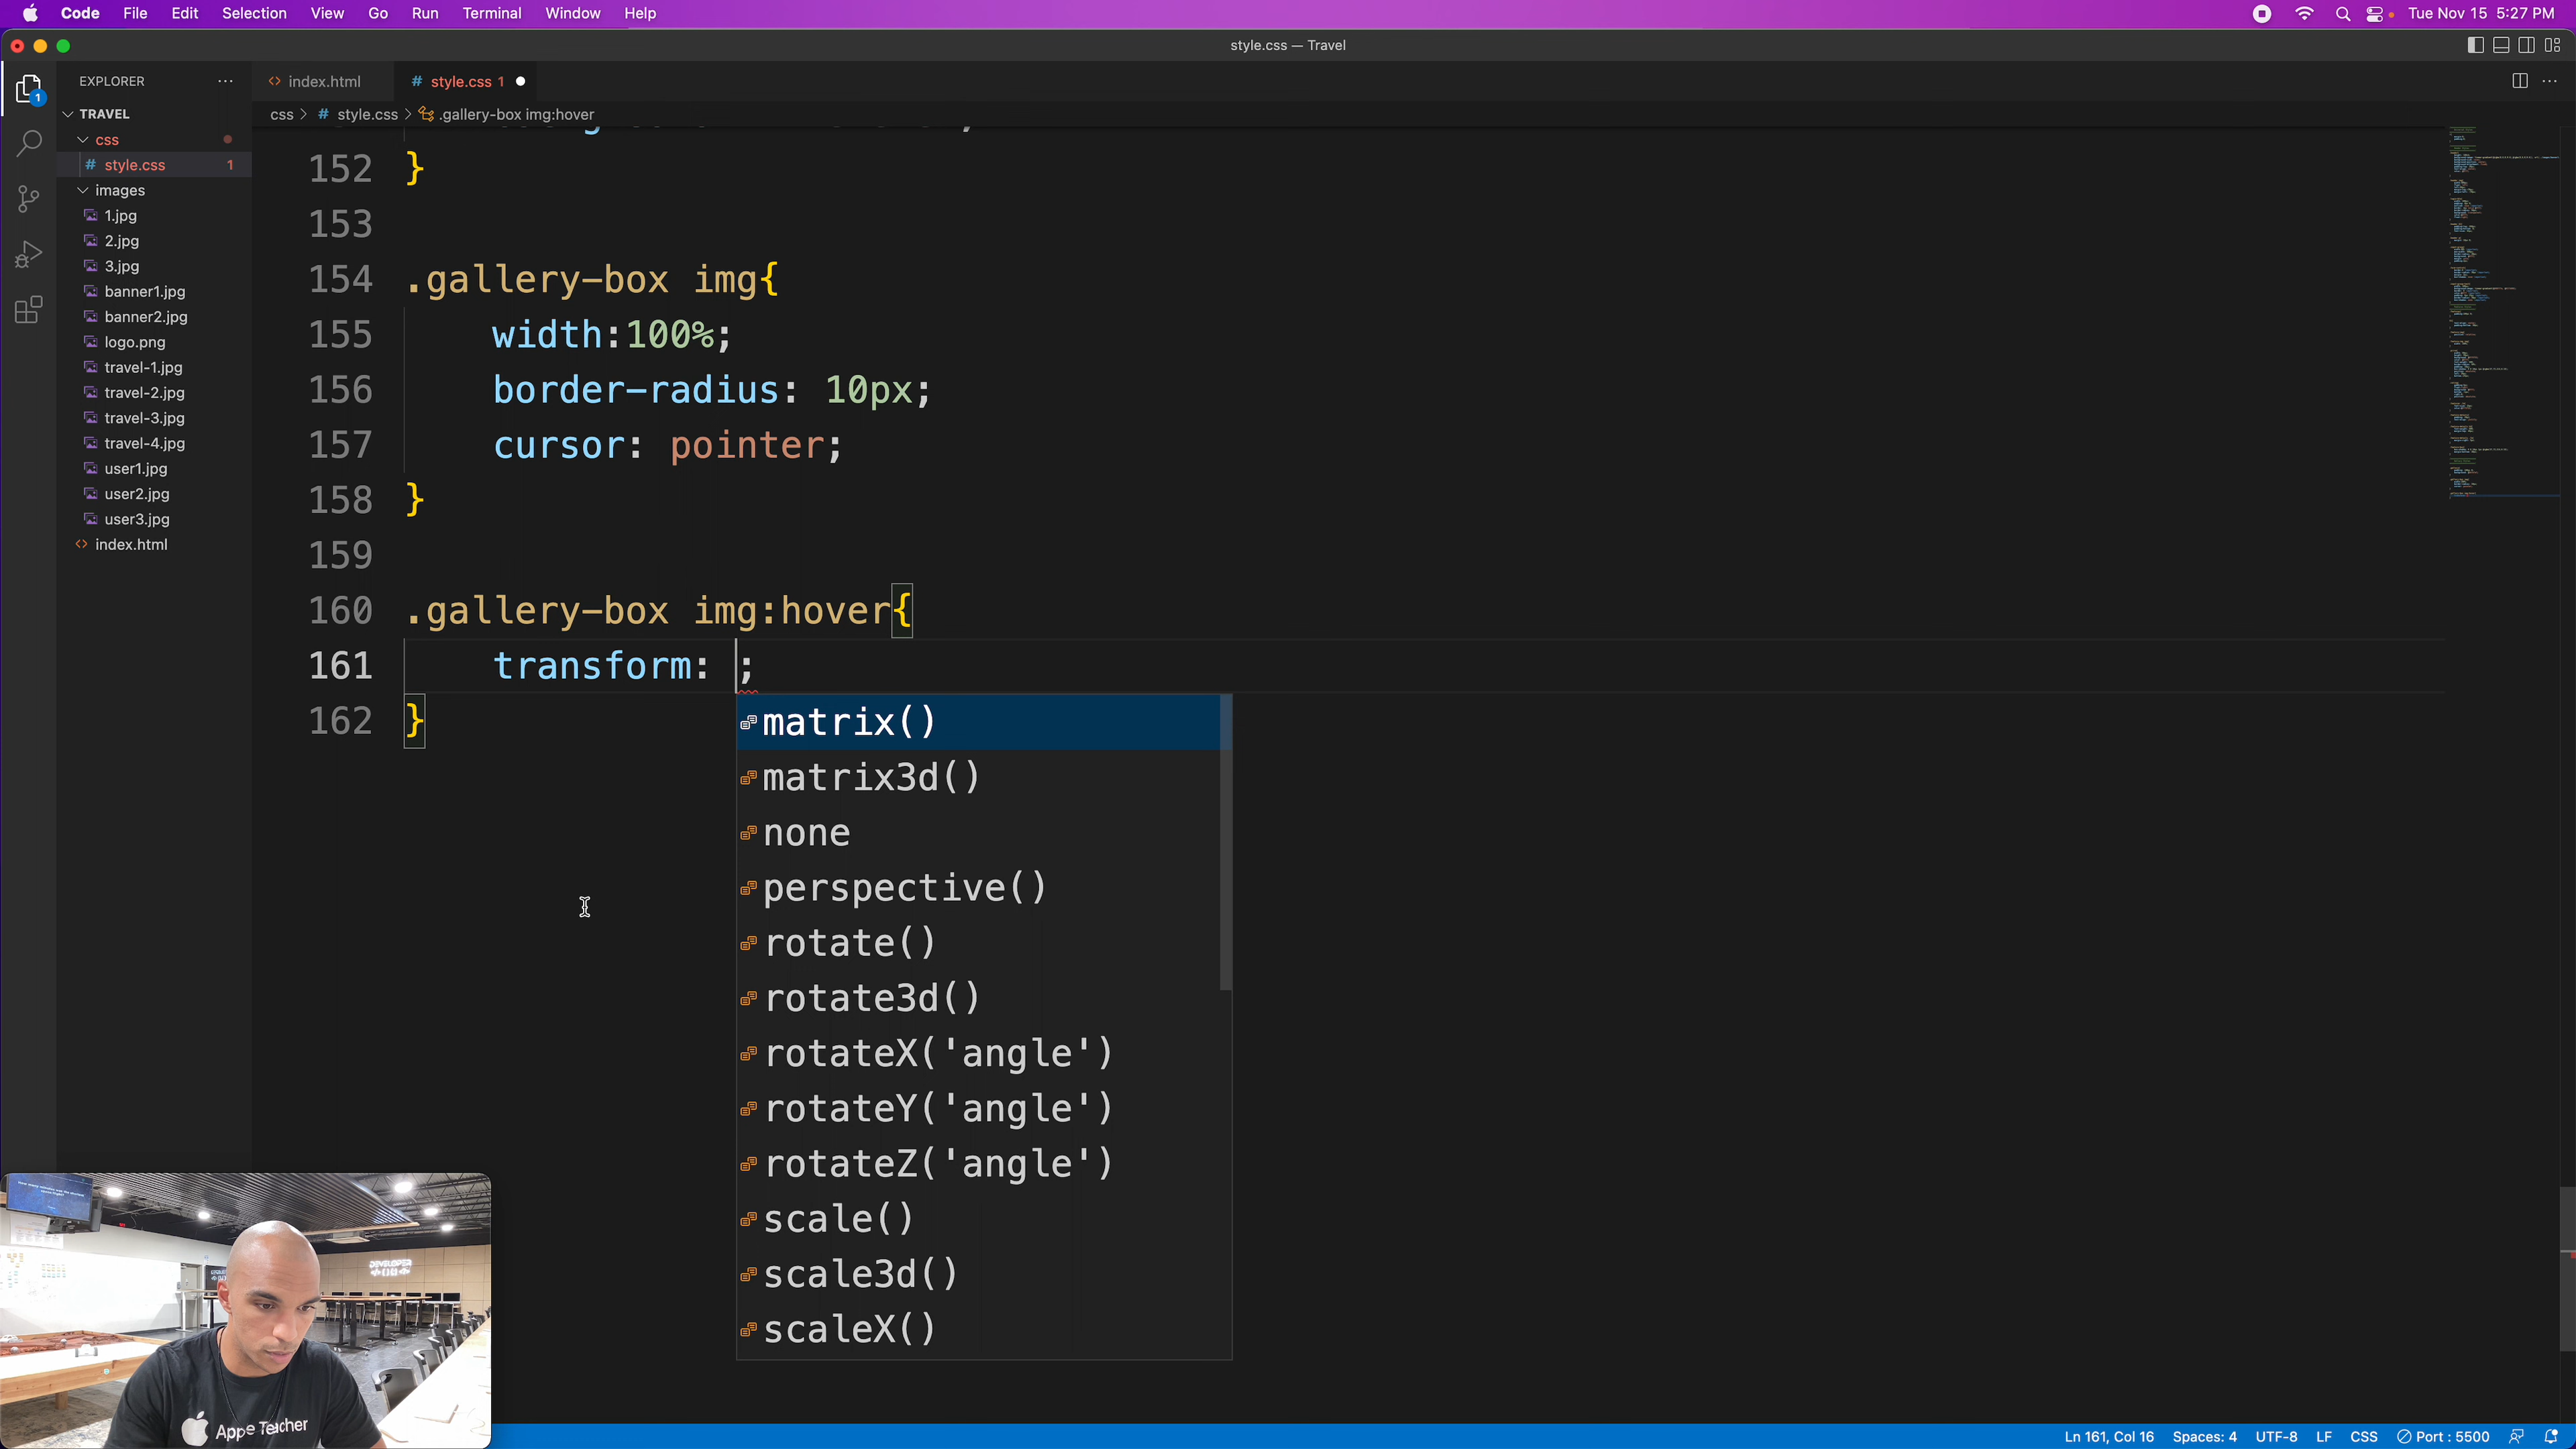 Code File Edit Selection View Go Run Terminal Window Help Tue Nov 15 5:27 PM
style.css — Travel
EXPLORER
index.html
style.css 1
TRAVEL
css > # style.css > .gallery-box img:hover
css
# style.css 1
images
1.jpg
2.jpg
3.jpg
banner1.jpg
banner2.jpg
logo.png
travel-1.jpg
travel-2.jpg
travel-3.jpg
travel-4.jpg
user1.jpg
user2.jpg
user3.jpg
<> index.html
152 }
153
154 .gallery-box img{
155 width:100%;
156 border-radius: 10px;
157 cursor: pointer;
158 }
159
160 .gallery-box img:hover{
161 transform: ;
162 }
matrix()
matrix3d()
none
perspective()
rotate()
rotate3d()
rotateX('angle')
rotateY('angle')
rotateZ('angle')
scale()
scale3d()
scaleX()
DEVELOPER
Apple Teacher
Ln 161, Col 16 Spaces: 4 UTF-8 LF CSS Port : 5500